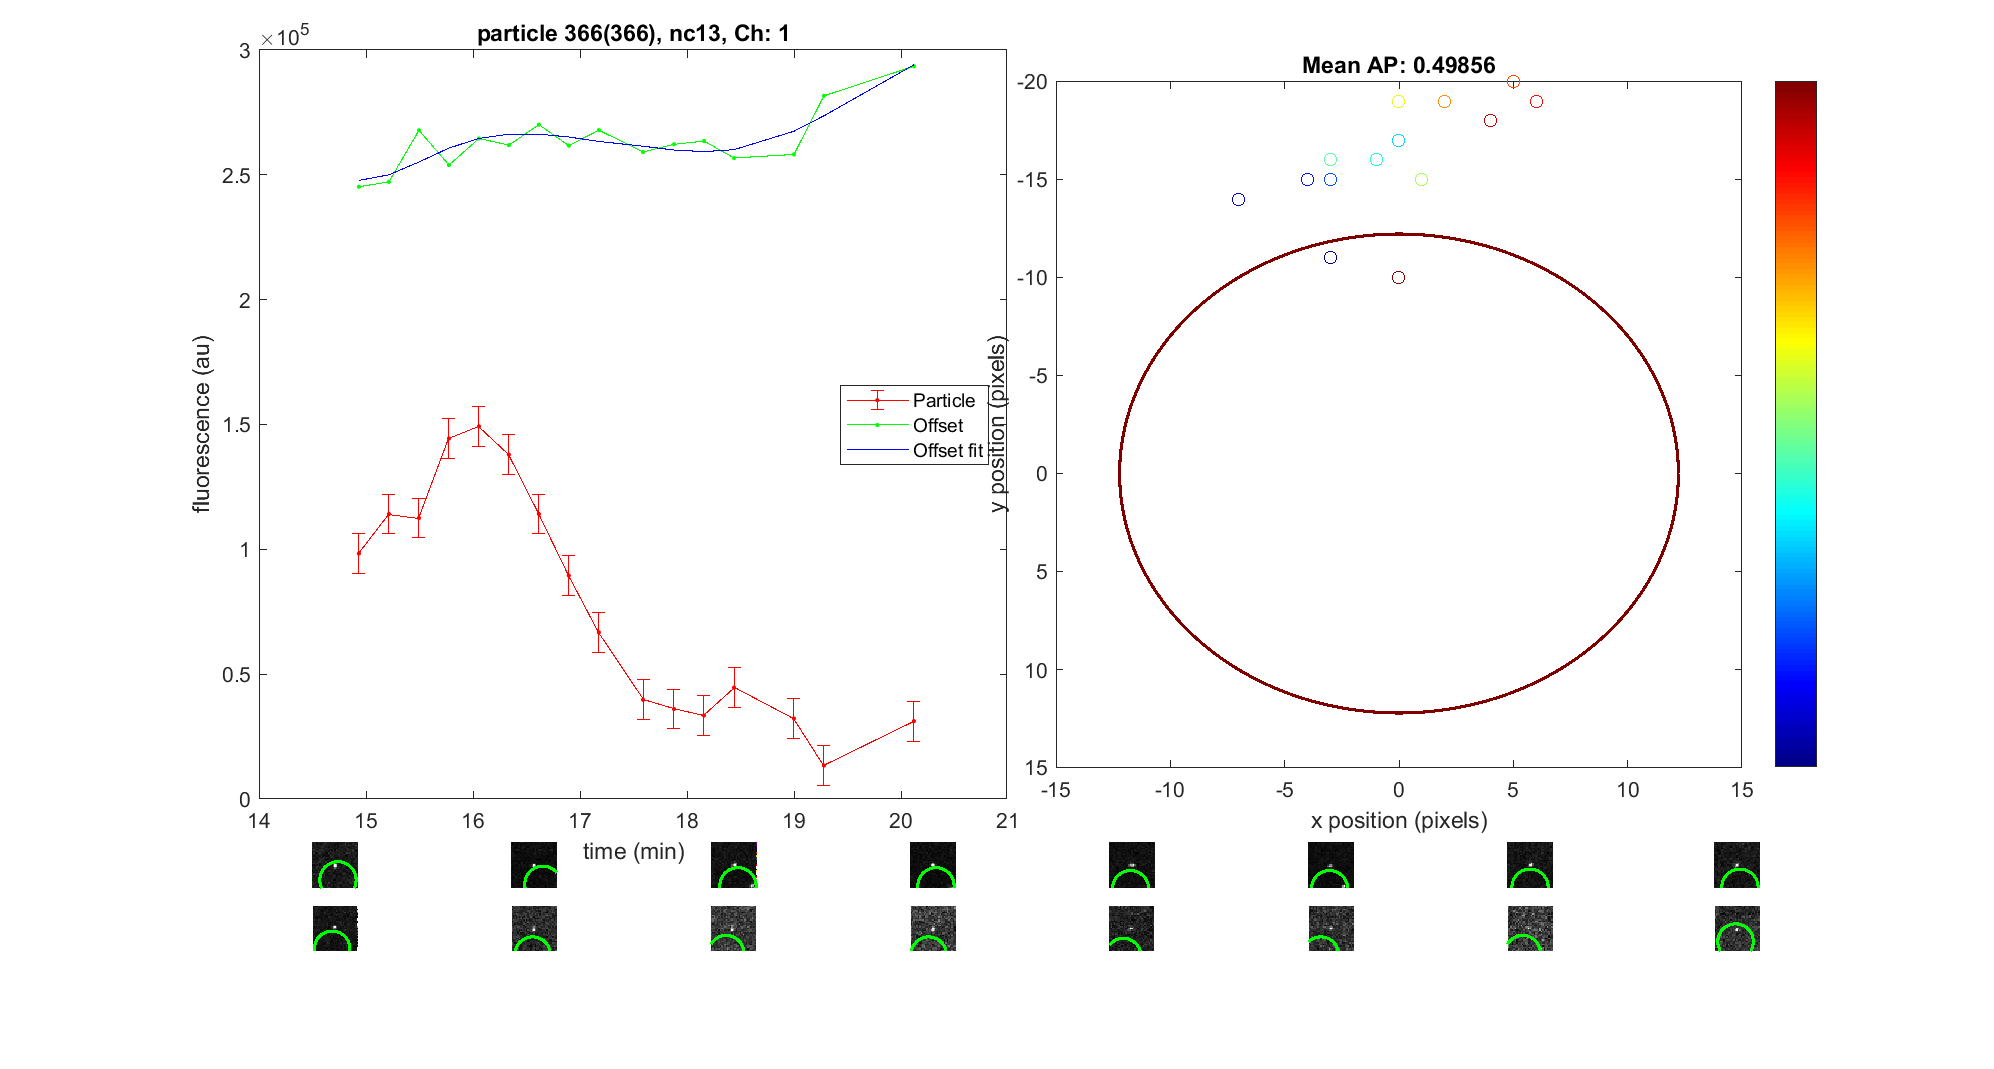 particle 366(366), nc13, Ch: 1
×10^5
3
2.5
2
1.5
1
0.5
0
fluorescence (au)
14 15 16 17 18 19 20 21
time (min)
Particle
Offset
Offset fit
Mean AP: 0.49856
-20
-15
-10
-5
0
5
10
15
y position (pixels)
-15 -10 -5 0 5 10 15
x position (pixels)